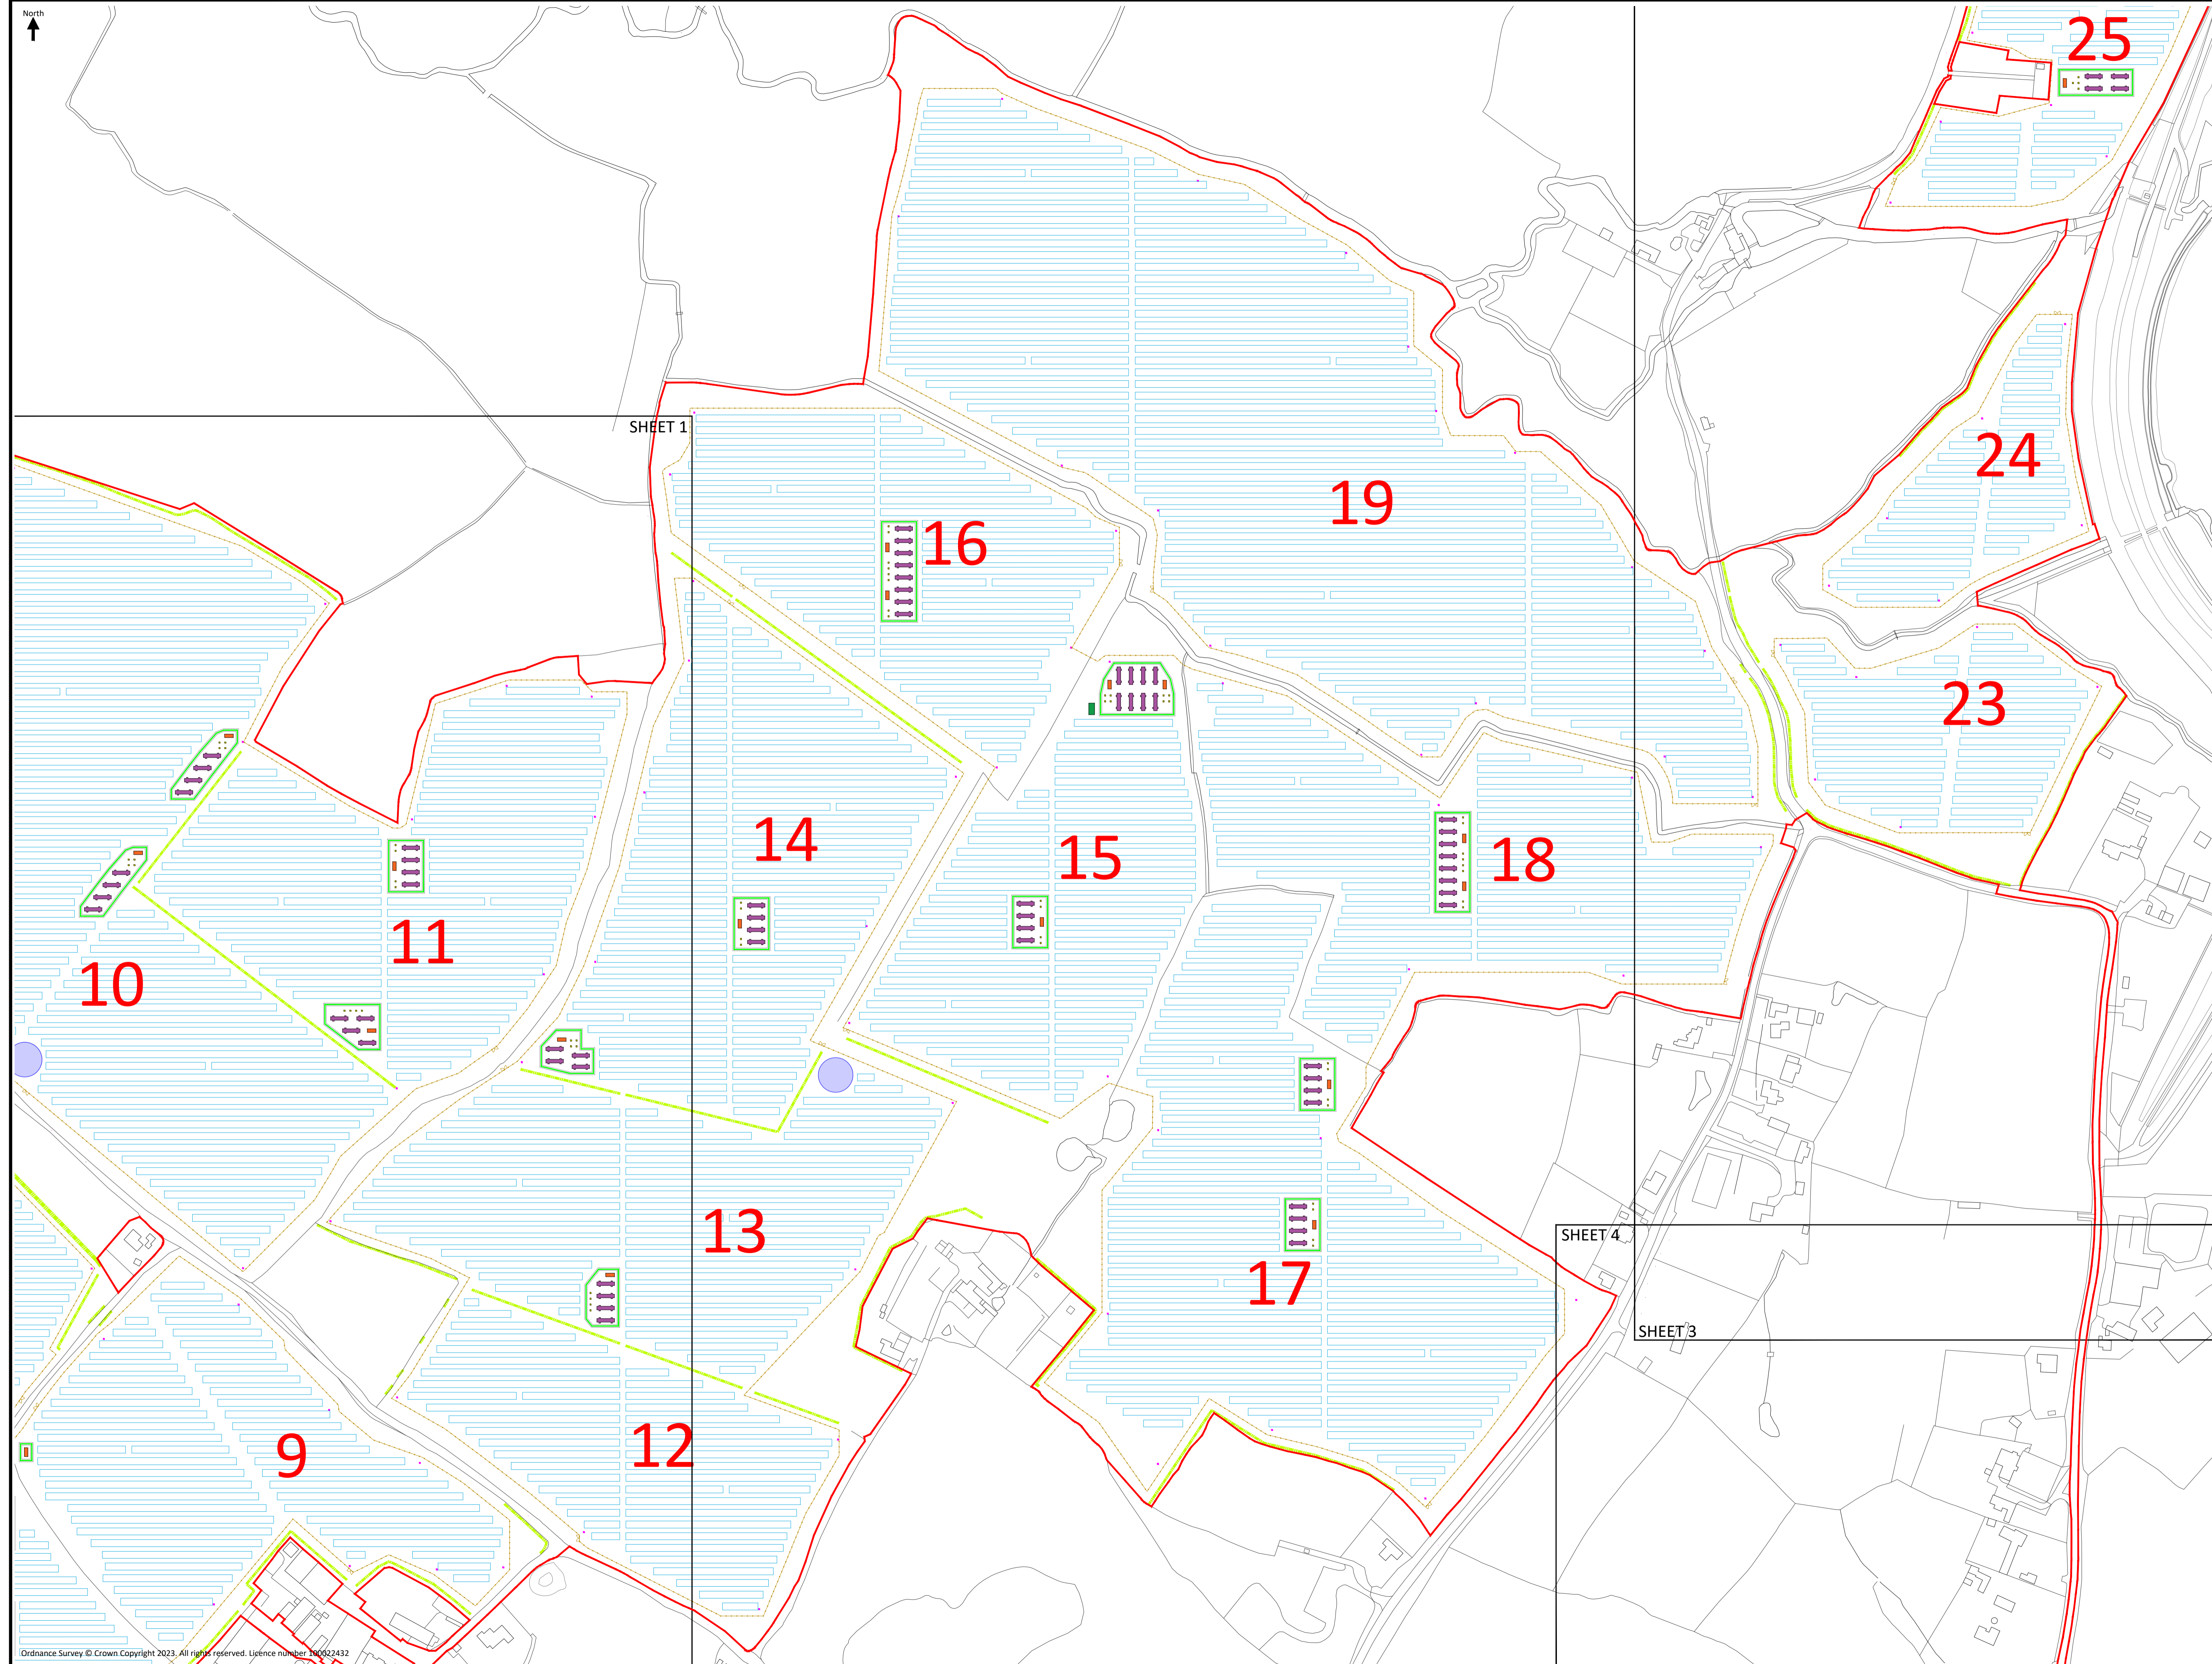 North
25
SHEET 1
24
19
16
23
14
15
18
11
10
13
SHEET 4
17
SHEET 3
12
9
Ordnance Survey © Crown Copyright 2023. All rights reserved. Licence number 100022432